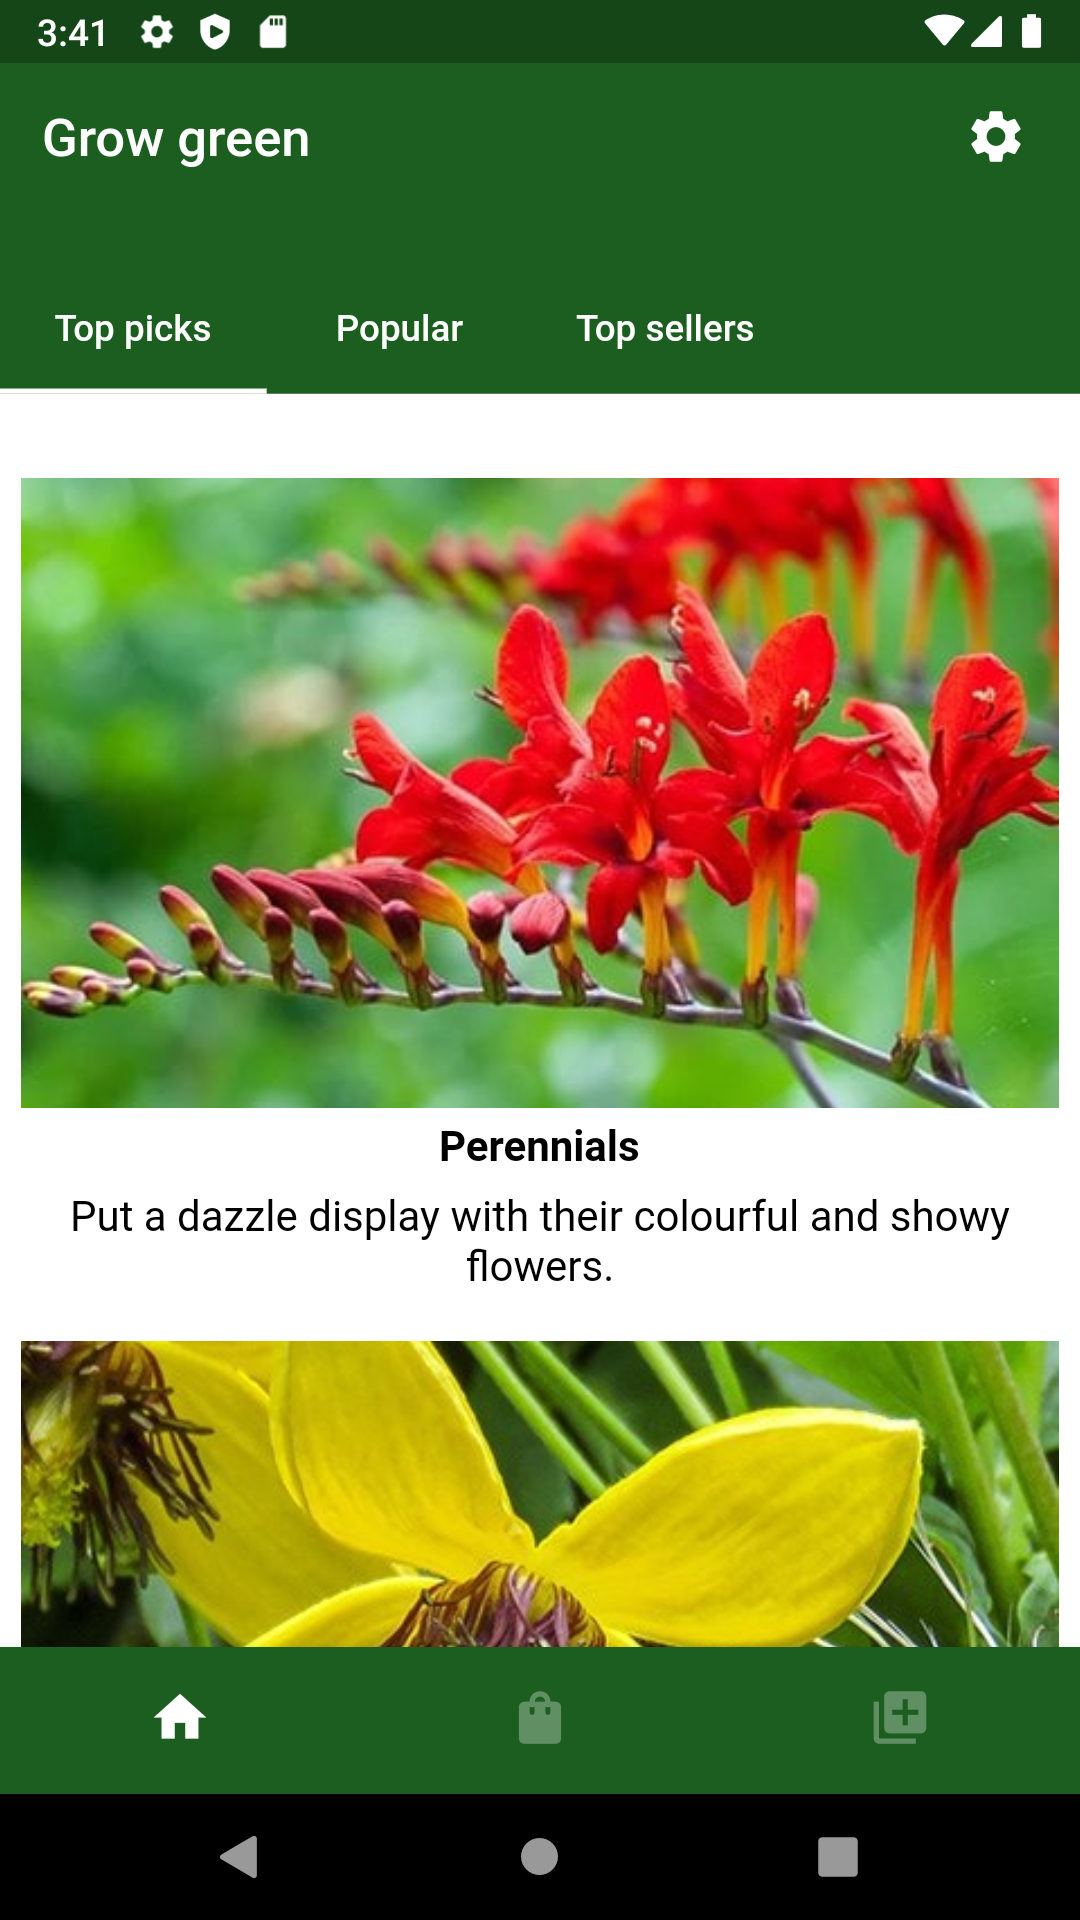 3:41
Grow green
Top picks
Popular
Top sellers
Perennials
Put a dazzle display with their colourful and showy
flowers.